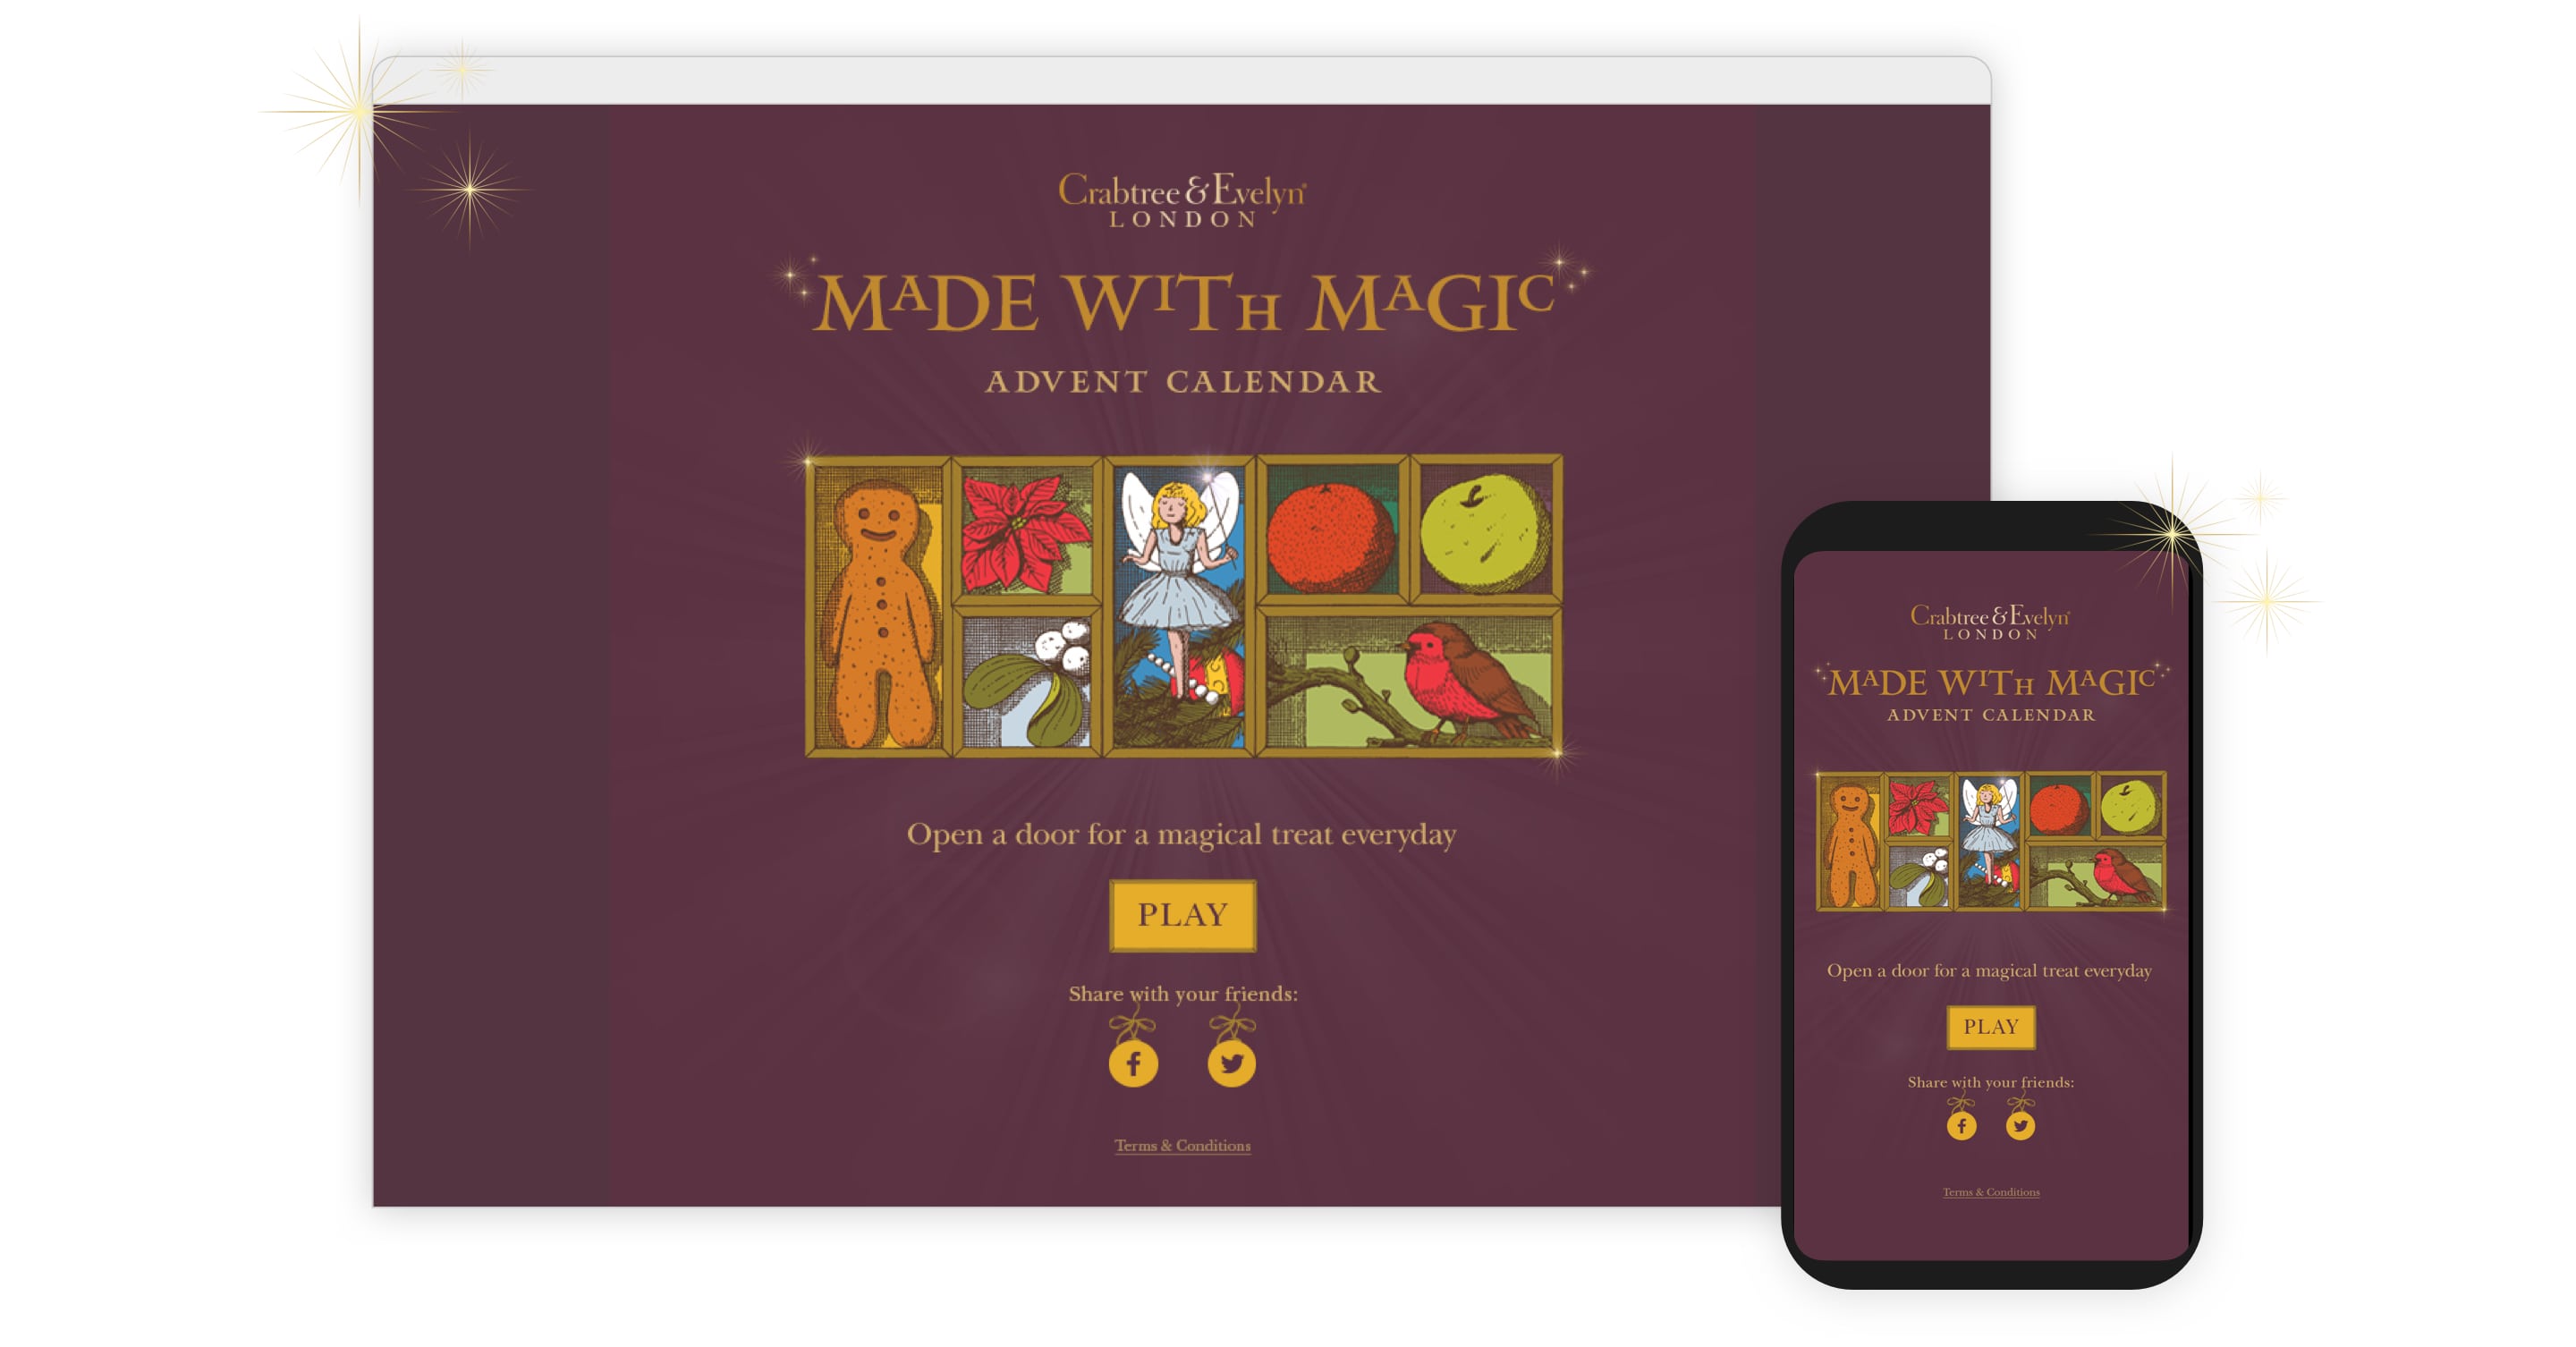 Crabtree & Evelyn®
LONDON
MADE WITH MAGIC
ADVENT CALENDAR
Open a door for a magical treat everyday
PLAY
Share with your friends:
Terms & Conditions
Crabtree & Evelyn®
LONDON
MADE WITH MAGIC
ADVENT CALENDAR
Open a door for a magical treat everyday
PLAY
Share with your friends:
Terms & Conditions